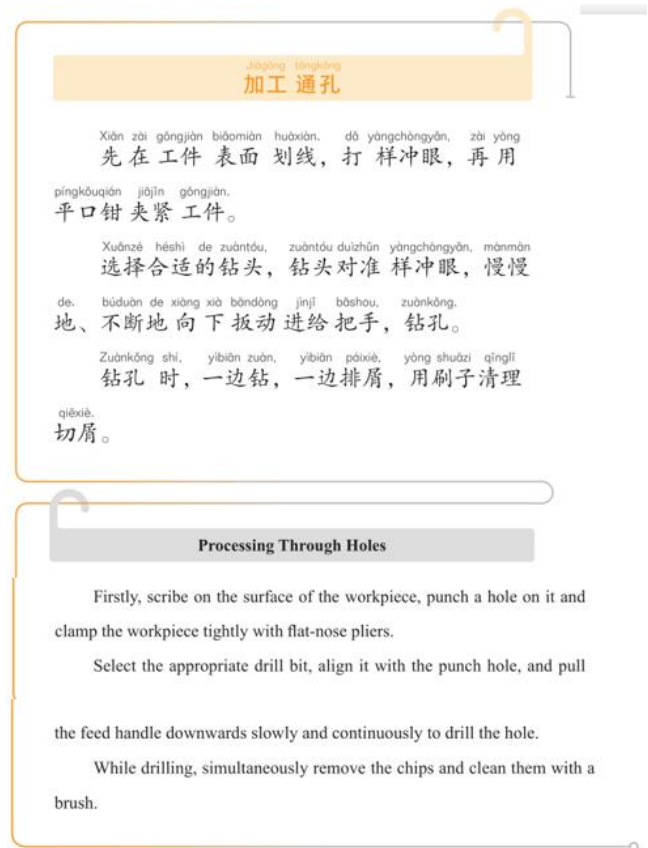 Jiāgōng tōngkǒng
加工 通孔
Xiān zài gōngjiàn biǎomiàn huàxiàn. dǎ yàngchòngyǎn, zài yòng
先 在 工件 表面 划线，打 样冲眼，再 用
píngkǒuqián jiājǐn gōngjiàn.
平口钳 夹紧 工件。
Xuǎnzé héshì de zuàntóu, zuàntóu duìzhǔn yàngchòngyǎn, mànmàn
选择合适的钻头，钻头对准 样冲眼，慢慢
de. búduàn de xiàng xià bāndòng jìnjǐ bǎshou, zuànkǒng.
地、不断地 向 下 扳动 进给 把手，钻孔。
Zuànkǒng shí, yìbiān zuàn, yìbiān páixiè, yòng shuāzi qīnglǐ
钻孔 时，一边钻，一边排屑，用刷子清理
qiēxiè.
切屑。
Processing Through Holes
Firstly, scribe on the surface of the workpiece, punch a hole on it and
clamp the workpiece tightly with flat-nose pliers.
Select the appropriate drill bit, align it with the punch hole, and pull
the feed handle downwards slowly and continuously to drill the hole.
While drilling, simultaneously remove the chips and clean them with a
brush.